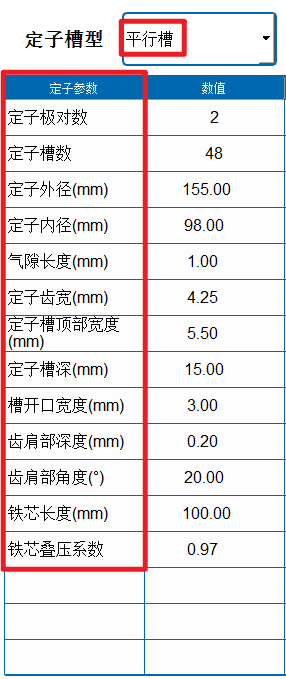 定子槽型 平行槽
定子参数 数值
定子极对数 2
定子槽数 48
定子外径(mm) 155.00
定子内径(mm) 98.00
气隙长度(mm) 1.00
定子齿宽(mm) 4.25
定子槽顶部宽度
(mm) 5.50
定子槽深(mm) 15.00
槽开口宽度(mm) 3.00
齿肩部深度(mm) 0.20
齿肩部角度(°) 20.00
铁芯长度(mm) 100.00
铁芯叠压系数 0.97